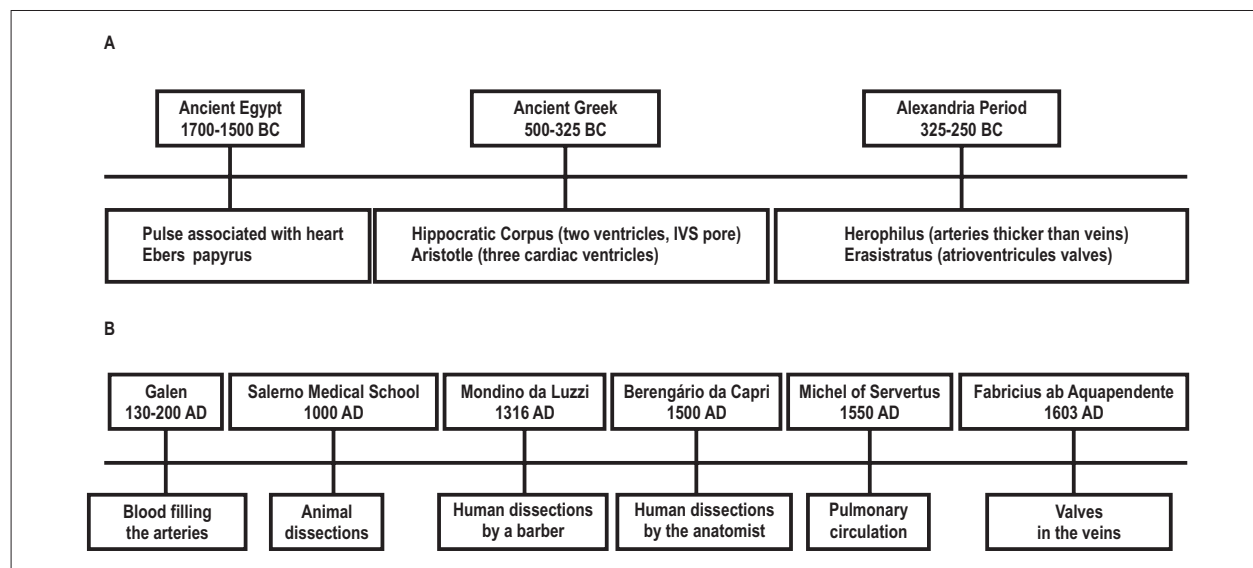 A
Ancient Egypt
1700-1500 BC
Ancient Greek
500-325 BC
Alexandria Period
325-250 BC
Pulse associated with heart
Ebers papyrus
Hippocratic Corpus (two ventricles, IVS pore)
Aristotle (three cardiac ventricles)
Herophilus (arteries thicker than veins)
Erasistratus (atrioventricules valves)
B
Galen
130-200 AD
Salerno Medical School
1000 AD
Mondino da Luzzi
1316 AD
Berengário da Capri
1500 AD
Michel of Servertus
1550 AD
Fabricius ab Aquapendente
1603 AD
Blood filling
the arteries
Animal
dissections
Human dissections
by a barber
Human dissections
by the anatomist
Pulmonary
circulation
Valves
in the veins